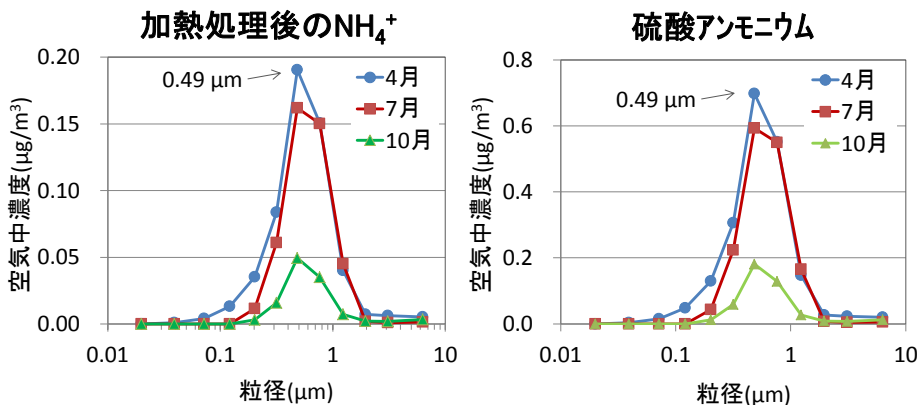 加熱処理後のNH₄⁺
空気中濃度(µg/m³)
0.20
0.15
0.10
0.05
0.00
0.49 µm
4月
7月
10月
0.01
0.1
1
10
粒径(µm)
硫酸アンモニウム
空気中濃度(µg/m³)
0.8
0.6
0.4
0.2
0.0
0.49 µm
4月
7月
10月
0.01
0.1
1
10
粒径(µm)